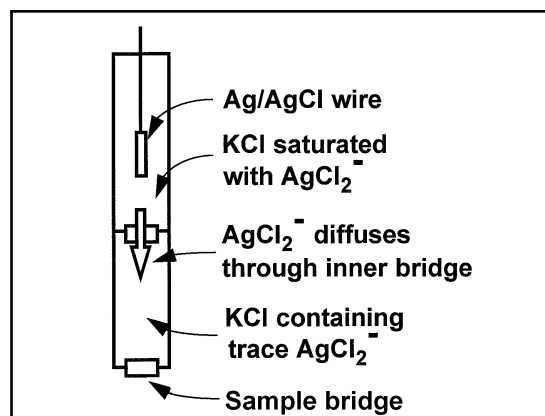 Ag/AgCl wire
KCl saturated
with AgCl₂⁻
AgCl₂⁻ diffuses
through inner bridge
KCl containing
trace AgCl₂⁻
Sample bridge